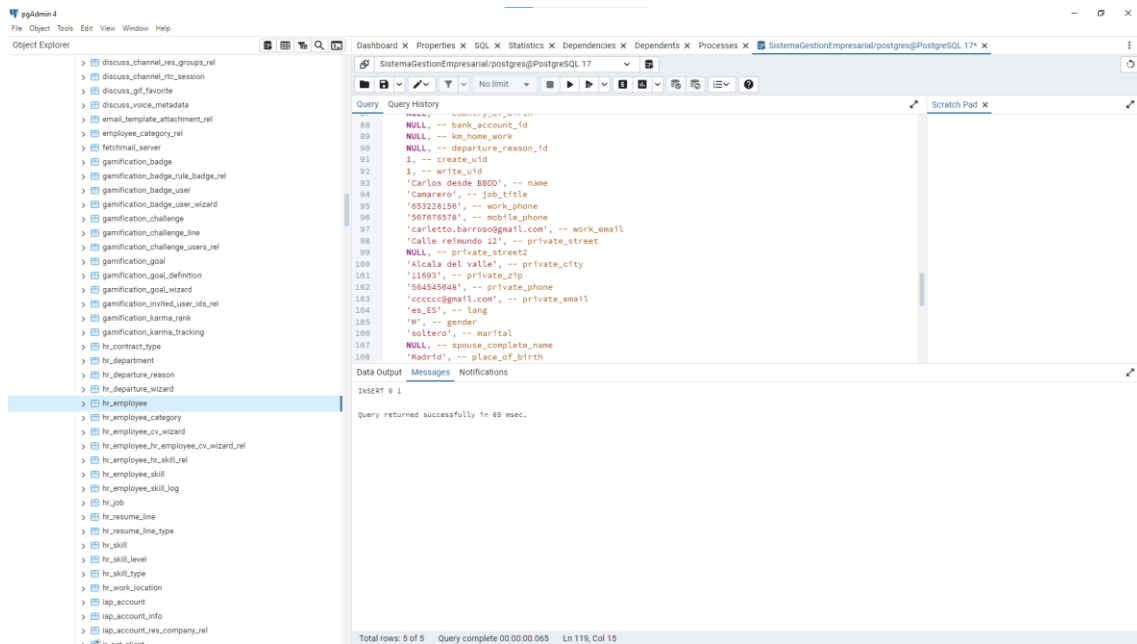 pgAdmin 4
File Object Tools Edit View Window Help
Object Explorer
discuss_channel_res_groups_rel
discuss_channel_rtc_session
discuss_gif_favorite
discuss_voice_metadata
email_template_attachment_rel
employee_category_rel
fetchmail_server
gamification_badge
gamification_badge_rule_badge_rel
gamification_badge_user
gamification_badge_user_wizard
gamification_challenge
gamification_challenge_line
gamification_challenge_users_rel
gamification_goal
gamification_goal_definition
gamification_goal_wizard
gamification_invited_user_ids_rel
gamification_karma_rank
gamification_karma_tracking
hr_contract_type
hr_department
hr_departure_reason
hr_departure_wizard
hr_employee
hr_employee_category
hr_employee_cv_wizard
hr_employee_hr_employee_cv_wizard_rel
hr_employee_hr_skill_rel
hr_employee_skill
hr_employee_skill_log
hr_job
hr_resume_line
hr_resume_line_type
hr_skill
hr_skill_level
hr_skill_type
hr_work_location
iap_account
iap_account_info
iap_account_res_company_rel
Dashboard Properties SQL Statistics Dependencies Dependents Processes SistemaGestionEmpresarial/postgres@PostgreSQL 17*
SistemaGestionEmpresarial/postgres@PostgreSQL 17
No limit
Query Query History
Scratch Pad
87 NULL, -- country_of_birth
88 NULL, -- bank_account_id
89 NULL, -- km_home_work
90 NULL, -- departure_reason_id
91 1, -- create_uid
92 1, -- write_uid
93 'Carlos desde BBDD', -- name
94 'Camarero', -- job_title
95 '653228156', -- work_phone
96 '567676578', -- mobile_phone
97 'carletto.barroso@gmail.com', -- work_email
98 'Calle reimundo 12', -- private_street
99 NULL, -- private_street2
100 'Alcala del valle', -- private_city
101 '11693', -- private_zip
102 '564545648', -- private_phone
103 'cccccc@gmail.com', -- private_email
104 'es_ES', -- lang
105 'M', -- gender
106 'soltero', -- marital
107 NULL, -- spouse_complete_name
108 'Madrid', -- place_of_birth
Data Output Messages Notifications
INSERT 0 1
Query returned successfully in 65 msec.
Total rows: 5 of 5 Query complete 00:00:00.065 Ln 119, Col 15